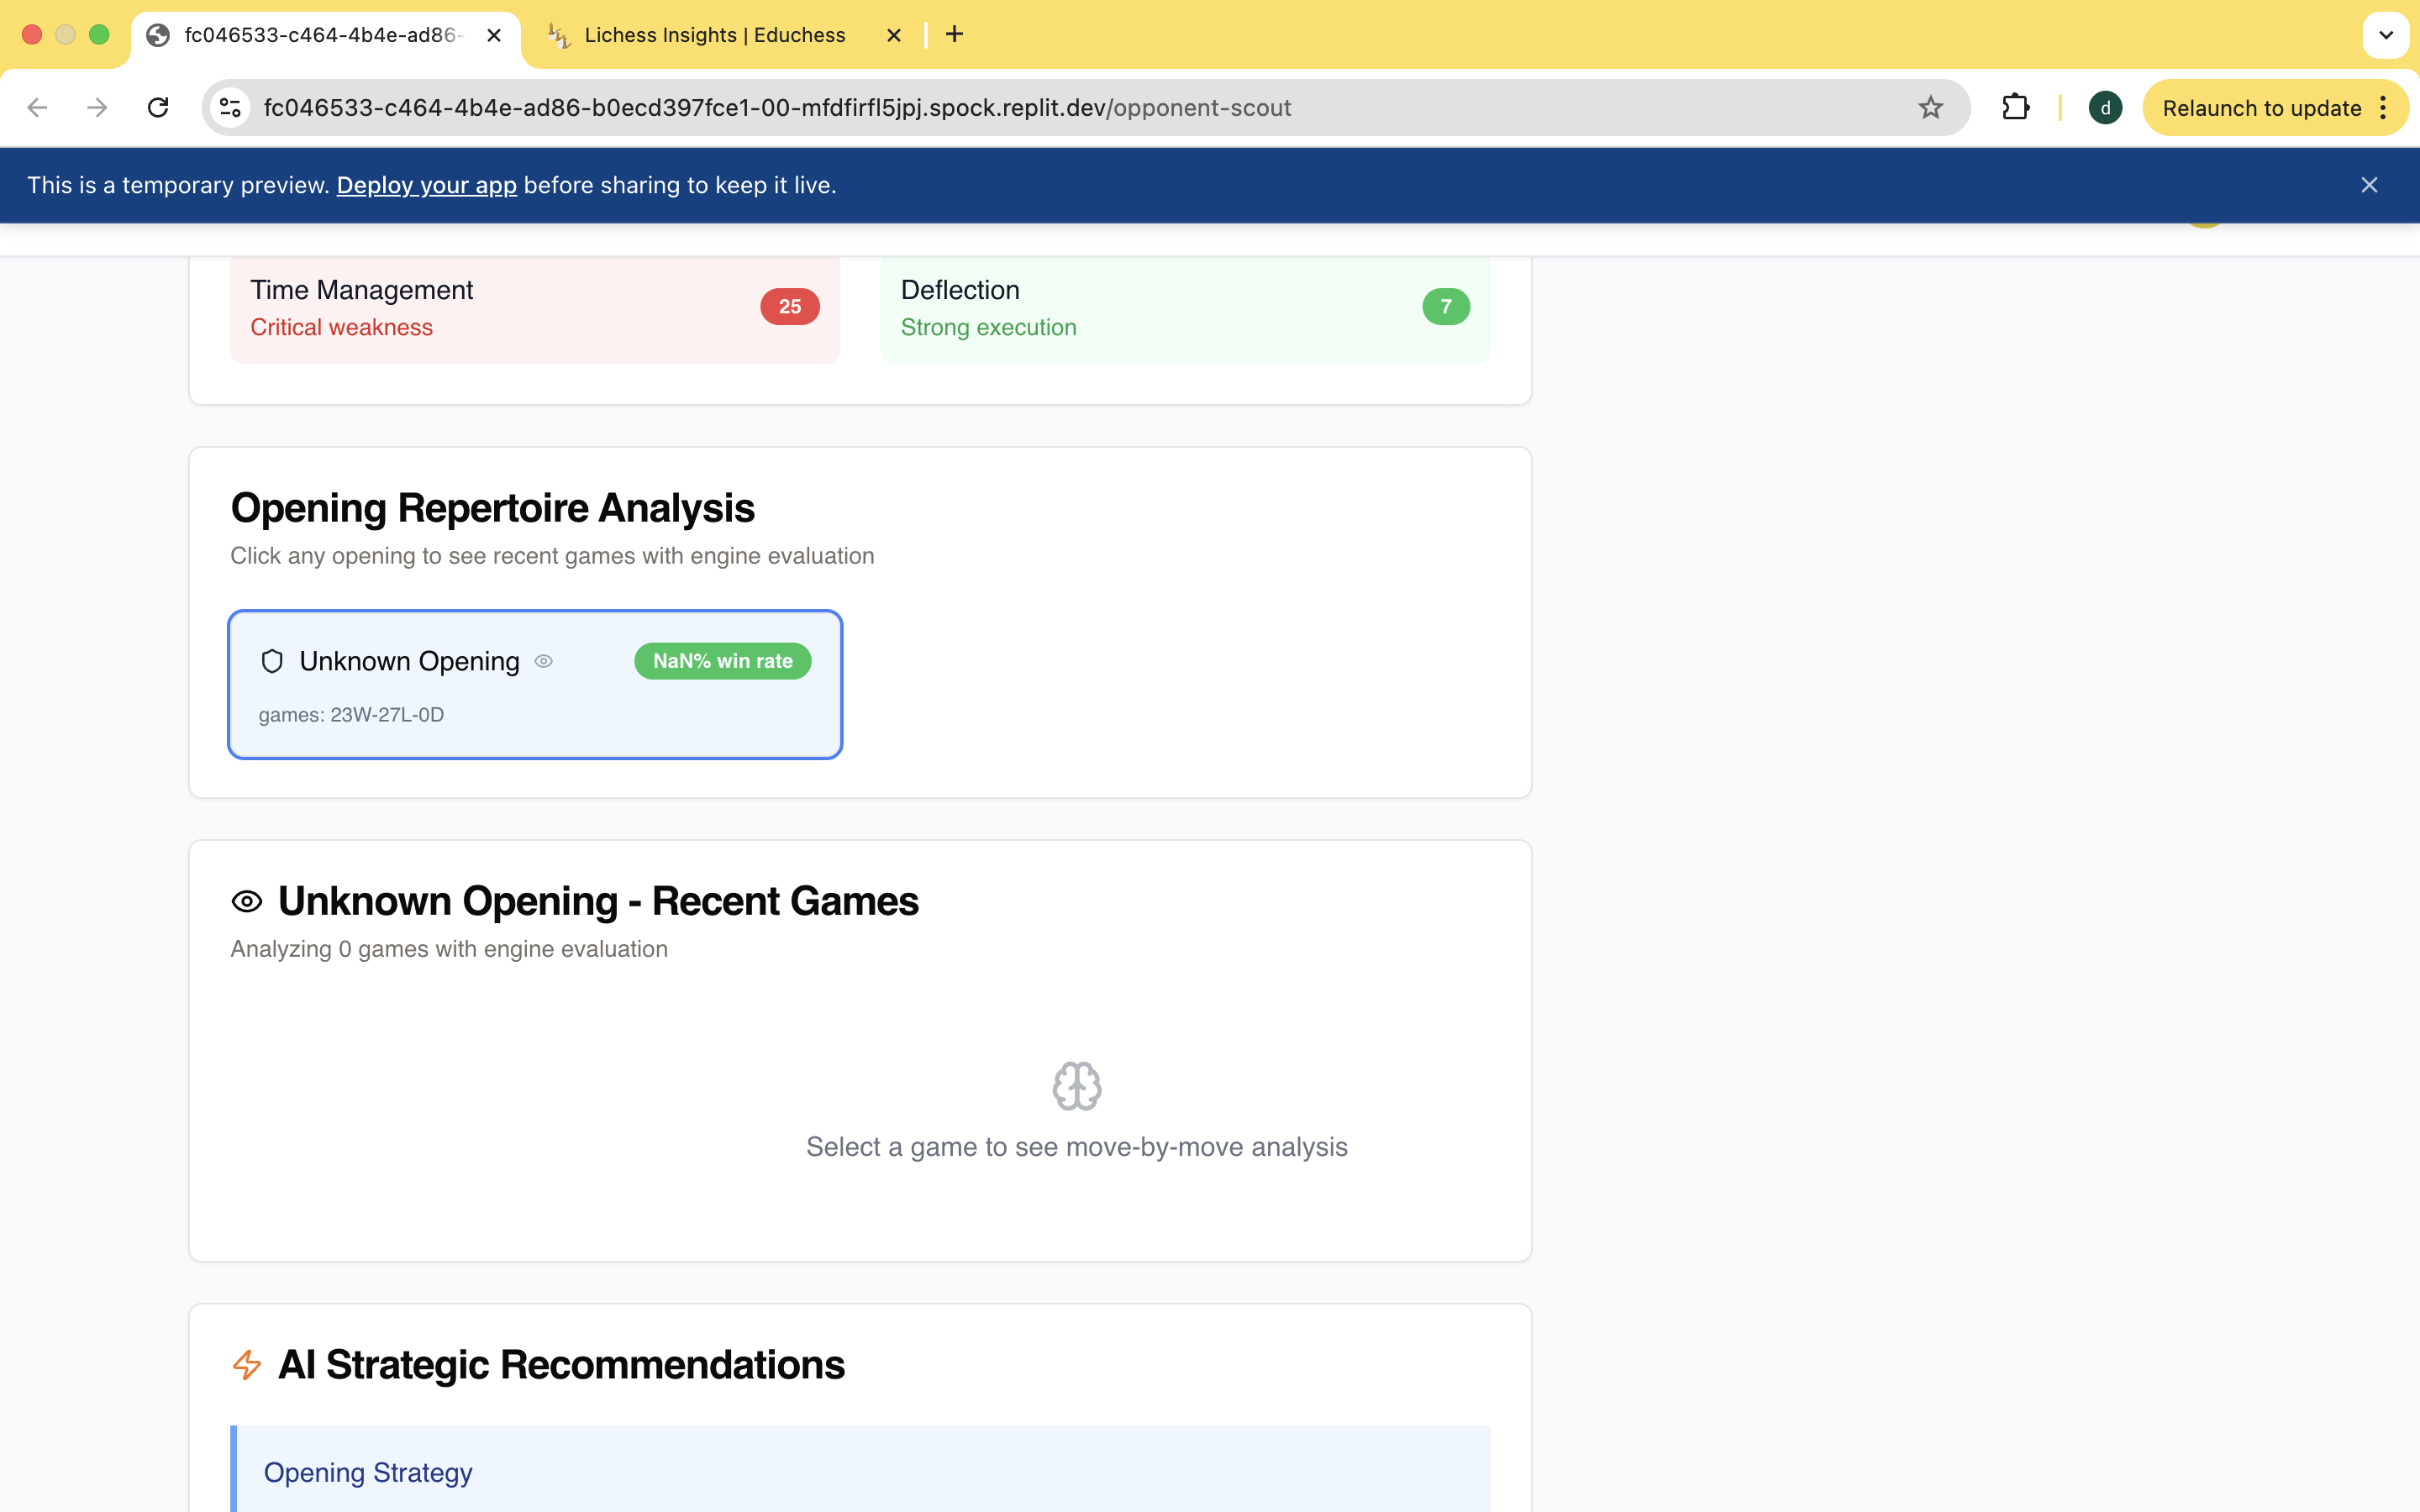 fc046533-c464-4b4e-ad86-
Lichess Insights | Educhess
fc046533-c464-4b4e-ad86-b0ecd397fce1-00-mfdfirfl5jpj.spock.replit.dev/opponent-scout
d
Relaunch to update
This is a temporary preview. Deploy your app before sharing to keep it live.
Time Management
Critical weakness
25
Deflection
Strong execution
7
Opening Repertoire Analysis
Click any opening to see recent games with engine evaluation
Unknown Opening
NaN% win rate
games: 23W-27L-0D
Unknown Opening - Recent Games
Analyzing 0 games with engine evaluation
Select a game to see move-by-move analysis
AI Strategic Recommendations
Opening Strategy